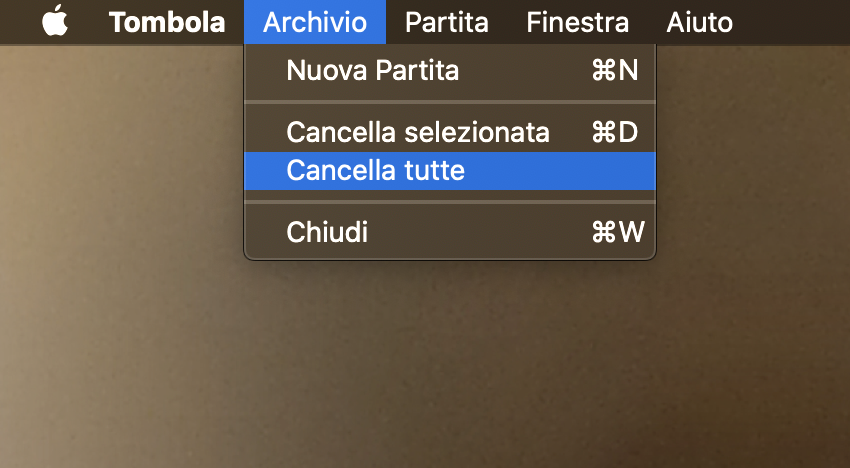 Tombola Archivio Partita Finestra Aiuto
Nuova Partita ⌘N
Cancella selezionata ⌘D
Cancella tutte
Chiudi ⌘W